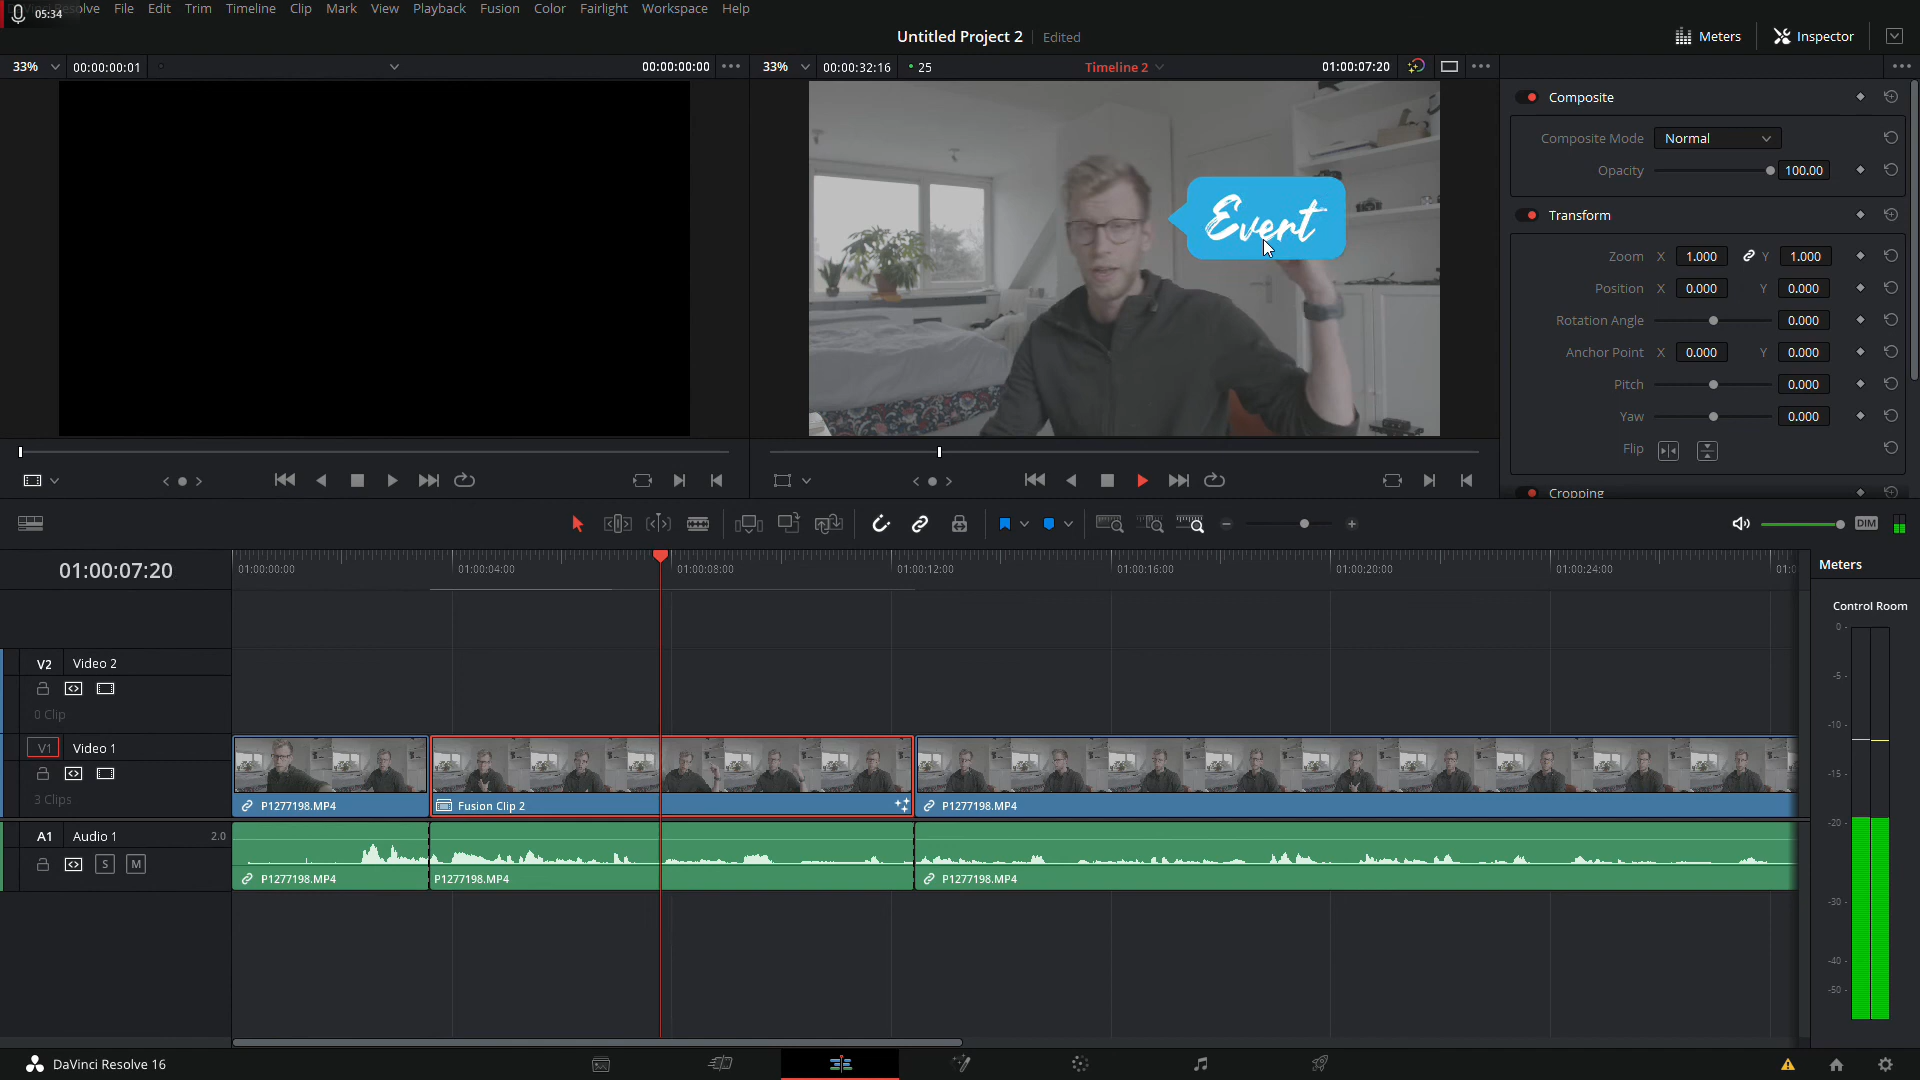 05:34
DaVinci Resolve File Edit Trim Timeline Clip Mark View Playback Fusion Color Fairlight Workspace Help
Untitled Project 2 Edited
Meters Inspector
33% 00:00:00:01 00:00:00:00 33% 00:00:32:16 25 Timeline 2 01:00:07:20
Composite
Composite Mode Normal
Opacity 100.00
Transform
Zoom X 1.000 Y 1.000
Position X 0.000 Y 0.000
Rotation Angle 0.000
Anchor Point X 0.000 Y 0.000
Pitch 0.000
Yaw 0.000
Flip
Cropping
Evert
DIM
01:00:07:20
01:00:00:00 01:00:04:00 01:00:08:00 01:00:12:00 01:00:16:00 01:00:20:00 01:00:24:00
Meters
Control Room
0
-5
-10
-15
-20
-30
-40
-50
V2 Video 2
0 Clip
V1 Video 1
3 Clips
P1277198.MP4 Fusion Clip 2 P1277198.MP4
A1 Audio 1 2.0
S M
P1277198.MP4 P1277198.MP4 P1277198.MP4
DaVinci Resolve 16